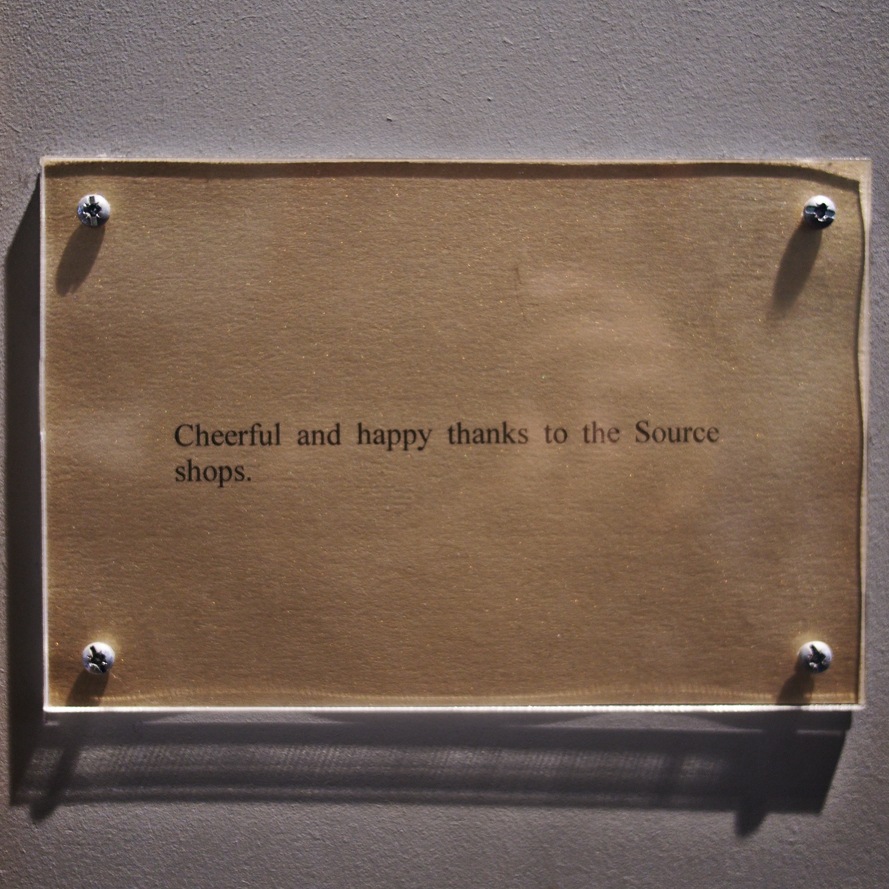 Cheerful and happy thanks to the Source
shops.